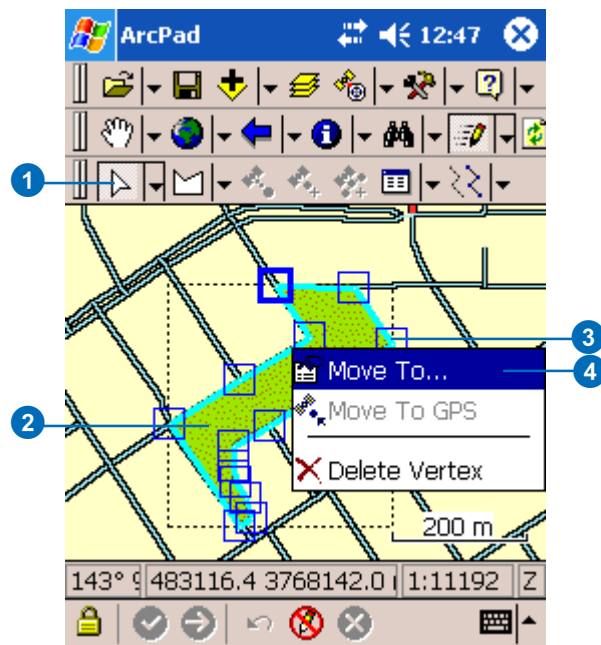 ArcPad 12:47
1
3
Move To...
4
Move To GPS
2
Delete Vertex
200 m
143° 483116.4 3768142.0 1:11192 Z